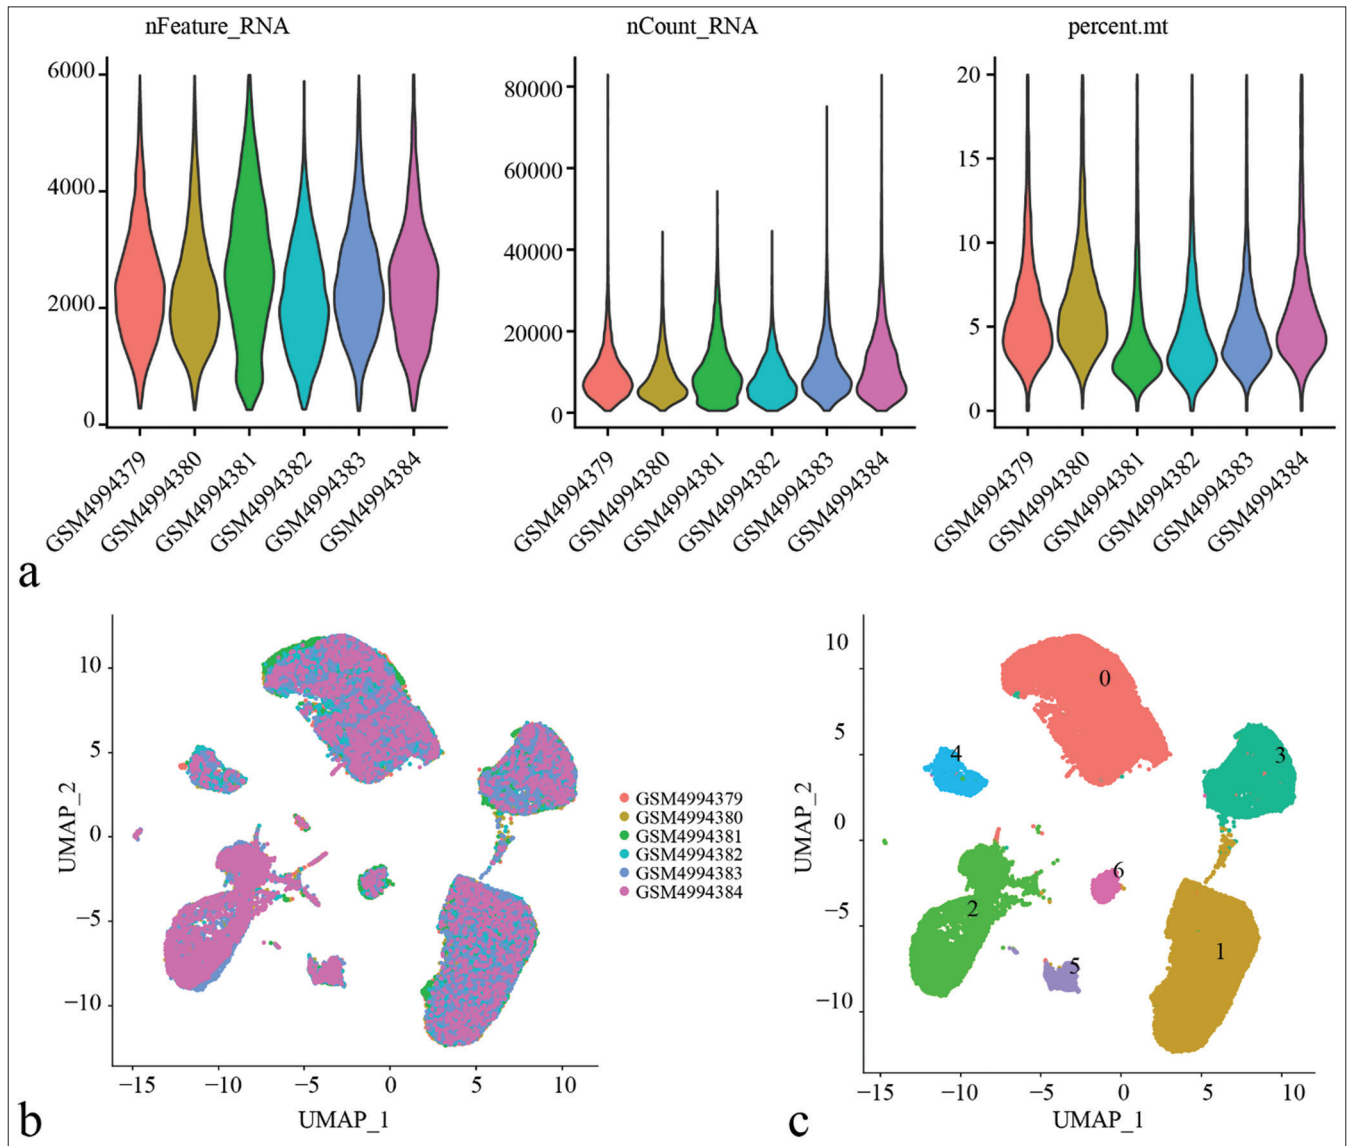 nFeature_RNA
nCount_RNA
percent.mt
6000
4000
2000
0
80000
60000
40000
20000
0
20
15
10
5
0
GSM4994379
GSM4994380
GSM4994381
GSM4994382
GSM4994383
GSM4994384
GSM4994379
GSM4994380
GSM4994381
GSM4994382
GSM4994383
GSM4994384
GSM4994379
GSM4994380
GSM4994381
GSM4994382
GSM4994383
GSM4994384
a
10
5
0
−5
−10
UMAP_2
−15 −10 −5 0 5 10
UMAP_1
GSM4994379
GSM4994380
GSM4994381
GSM4994382
GSM4994383
GSM4994384
b
10
5
0
−5
−10
UMAP_2
0
4
3
6
2
1
5
−15 −10 −5 0 5 10
UMAP_1
c